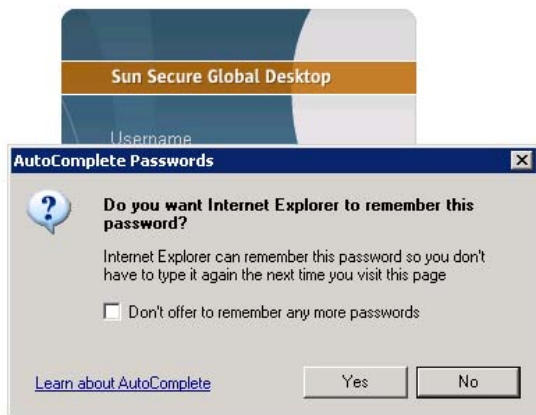 Sun Secure Global Desktop
Username
AutoComplete Passwords
Do you want Internet Explorer to remember this
password?
Internet Explorer can remember this password so you don't
have to type it again the next time you visit this page
Don't offer to remember any more passwords
Learn about AutoComplete
Yes
No